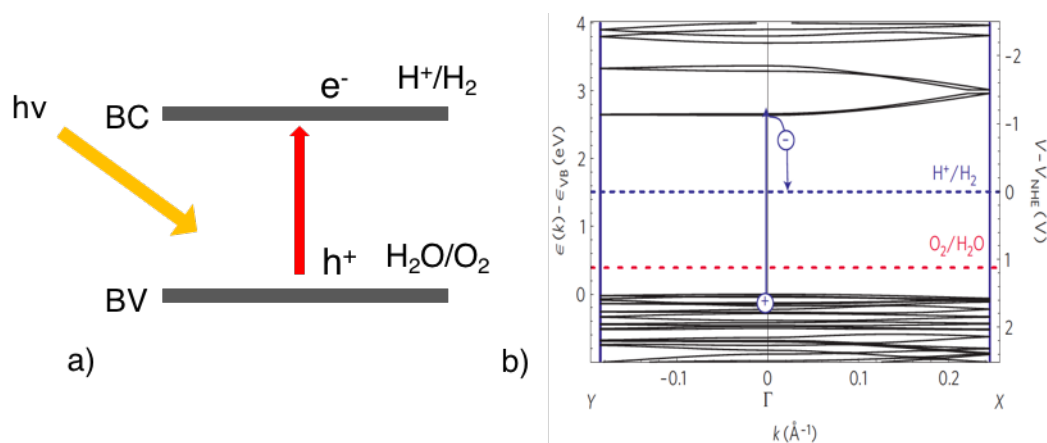 hν
BC
e-
H+/H2
BV
h+
H2O/O2
a)
b)
ϵ(k) – ϵVB (eV)
4
3
2
1
0
H+/H2
O2/H2O
-2
-1
0
1
2
V – VNHE (V)
-0.1
0
0.1
0.2
Y
Γ
X
k (Å-1)
-
+